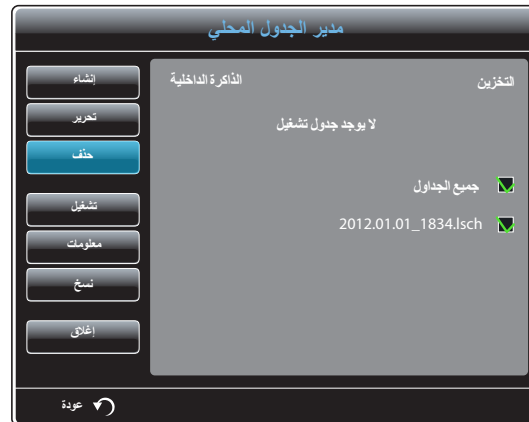 مدير الجدول المحلي
التخزين الذاكرة الداخلية
لا يوجد جدول تشغيل
جميع الجداول
2012.01.01_1834.lsch
إنشاء
تحرير
حذف
تشغيل
معلومات
نسخ
إغلاق
عودة